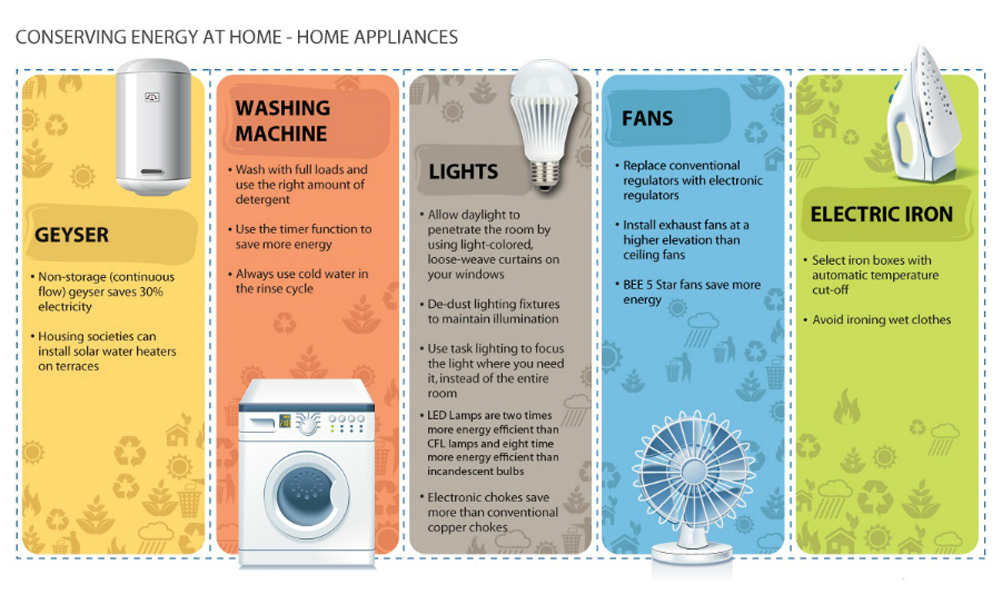 CONSERVING ENERGY AT HOME - HOME APPLIANCES
GEYSER
• Non-storage (continuous
flow) geyser saves 30%
electricity
• Housing societies can
install solar water heaters
on terraces
WASHING
MACHINE
• Wash with full loads and
use the right amount of
detergent
• Use the timer function to
save more energy
• Always use cold water in
the rinse cycle
LIGHTS
• Allow daylight to
penetrate the room by
using light-colored,
loose-weave curtains on
your windows
• De-dust lighting fixtures
to maintain illumination
• Use task lighting to focus
the light where you need
it, instead of the entire
room
• LED Lamps are two times
more energy efficient than
CFL lamps and eight time
more energy efficient than
incandescent bulbs
• Electronic chokes save
more than conventional
copper chokes
FANS
• Replace conventional
regulators with electronic
regulators
• Install exhaust fans at a
higher elevation than
ceiling fans
• BEE 5 Star fans save more
energy
ELECTRIC IRON
• Select iron boxes with
automatic temperature
cut-off
• Avoid ironing wet clothes